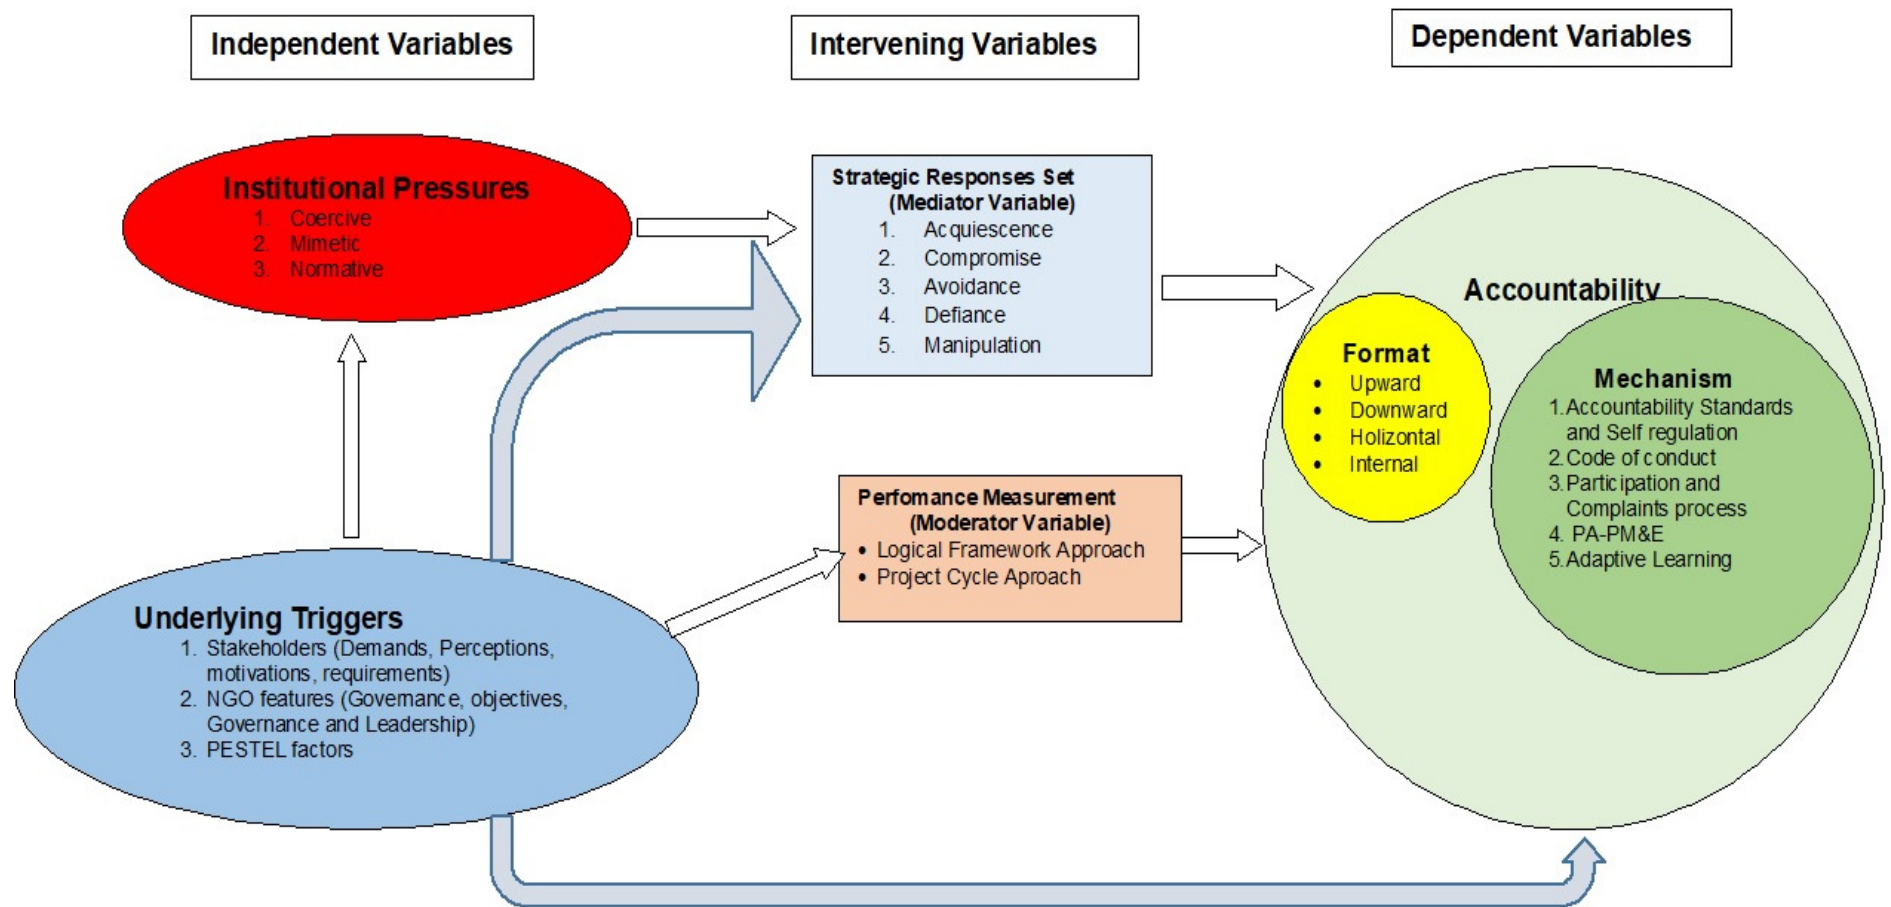 Independent Variables
Intervening Variables
Dependent Variables
Institutional Pressures
1. Coercive
2. Mimetic
3. Normative
Strategic Responses Set
(Mediator Variable)
1. Acquiescence
2. Compromise
3. Avoidance
4. Defiance
5. Manipulation
Accountability
Format
• Upward
• Downward
• Holizontal
• Internal
Mechanism
1.Accountability Standards
and Self regulation
2.Code of conduct
3.Participation and
Complaints process
4. PA-PM&E
5.Adaptive Learning
Perfomance Measurement
(Moderator Variable)
• Logical Framework Approach
• Project Cycle Aproach
Underlying Triggers
1. Stakeholders (Demands, Perceptions,
motivations, requirements)
2. NGO features (Governance, objectives,
Governance and Leadership)
3. PESTEL factors